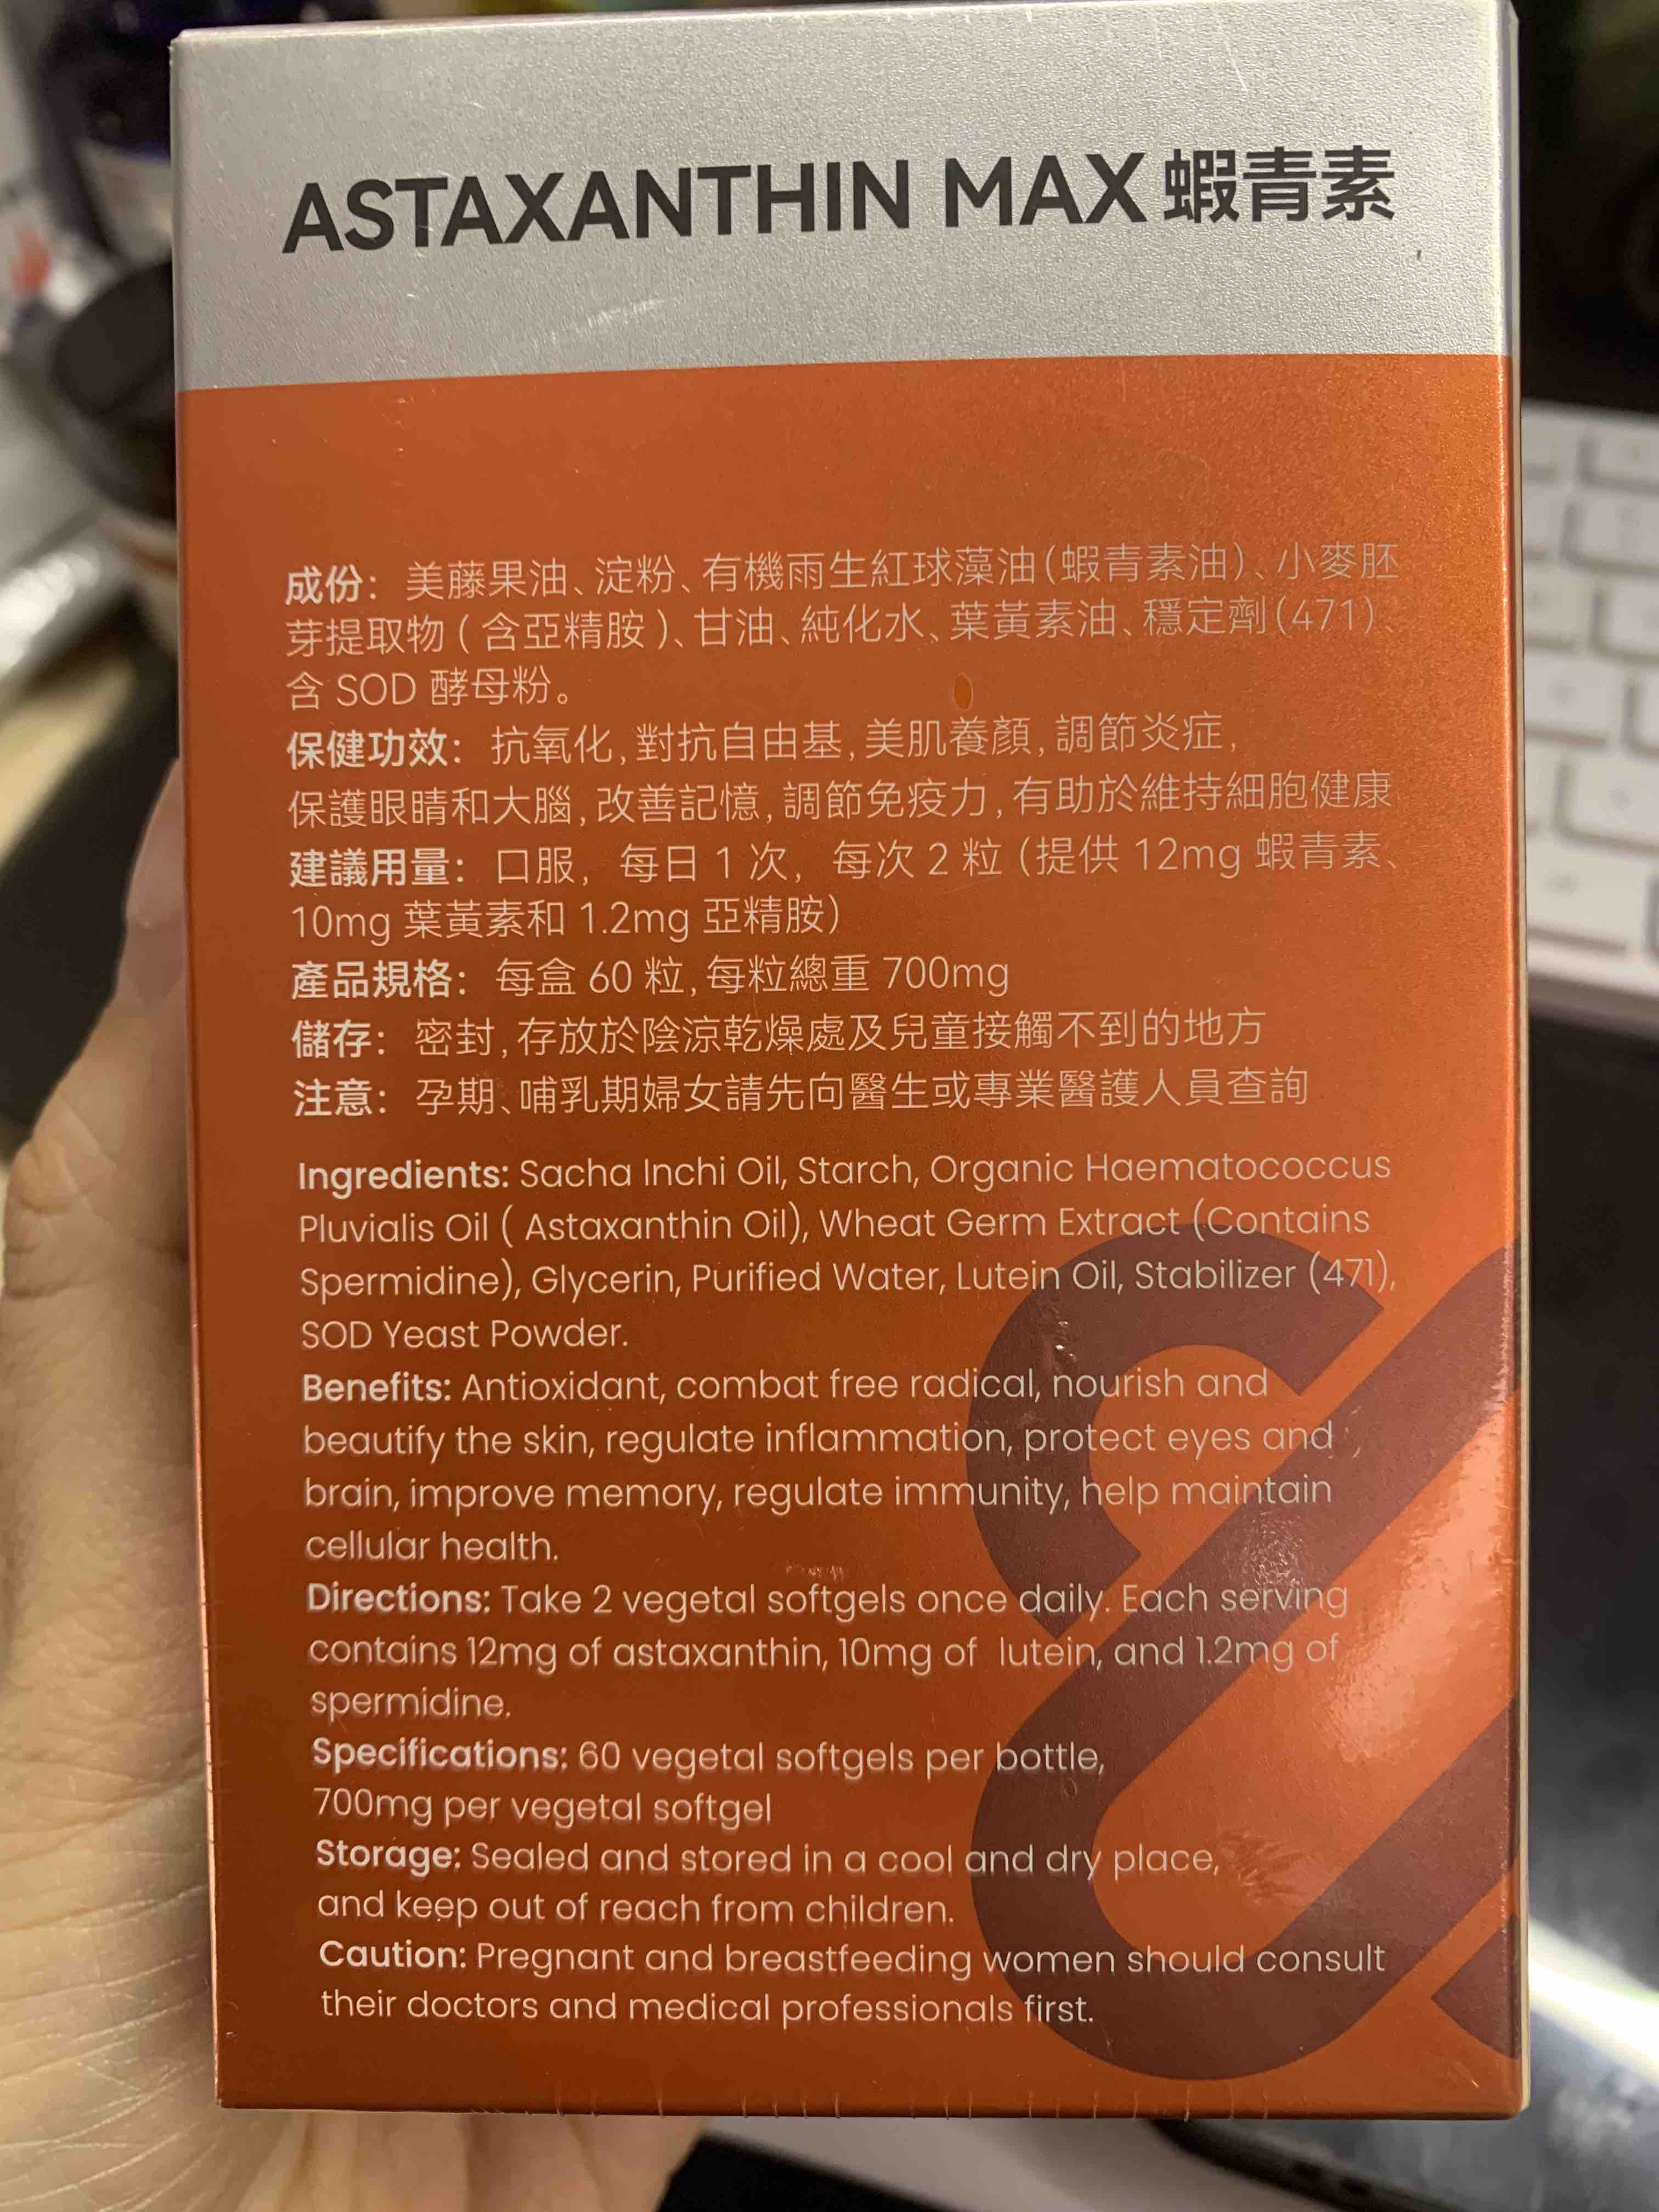 ASTAXANTHIN MAX 蝦青素
成份：美藤果油、淀粉、有機雨生紅球藻油(蝦青素油)、小麥胚
芽提取物 ( 含亞精胺 )、甘油、純化水、葉黃素油、穩定劑(471)、
含 SOD 酵母粉。
保健功效：抗氧化, 對抗自由基, 美肌養顏, 調節炎症,
保護眼睛和大腦, 改善記憶, 調節免疫力, 有助於維持細胞健康
建議用量：口服， 每日 1 次， 每次 2 粒 (提供 12mg 蝦青素、
10mg 葉黃素和 1.2mg 亞精胺)
產品規格：每盒 60 粒, 每粒總重 700mg
儲存：密封, 存放於陰涼乾燥處及兒童接觸不到的地方
注意：孕期、哺乳期婦女請先向醫生或專業醫護人員查詢
Ingredients: Sacha Inchi Oil, Starch, Organic Haematococcus
Pluvialis Oil ( Astaxanthin Oil), Wheat Germ Extract (Contains
Spermidine), Glycerin, Purified Water, Lutein Oil, Stabilizer (471),
SOD Yeast Powder.
Benefits: Antioxidant, combat free radical, nourish and
beautify the skin, regulate inflammation, protect eyes and
brain, improve memory, regulate immunity, help maintain
cellular health.
Directions: Take 2 vegetal softgels once daily. Each serving
contains 12mg of astaxanthin, 10mg of lutein, and 1.2mg of
spermidine.
Specifications: 60 vegetal softgels per bottle,
700mg per vegetal softgel
Storage: Sealed and stored in a cool and dry place,
and keep out of reach from children.
Caution: Pregnant and breastfeeding women should consult
their doctors and medical professionals first.